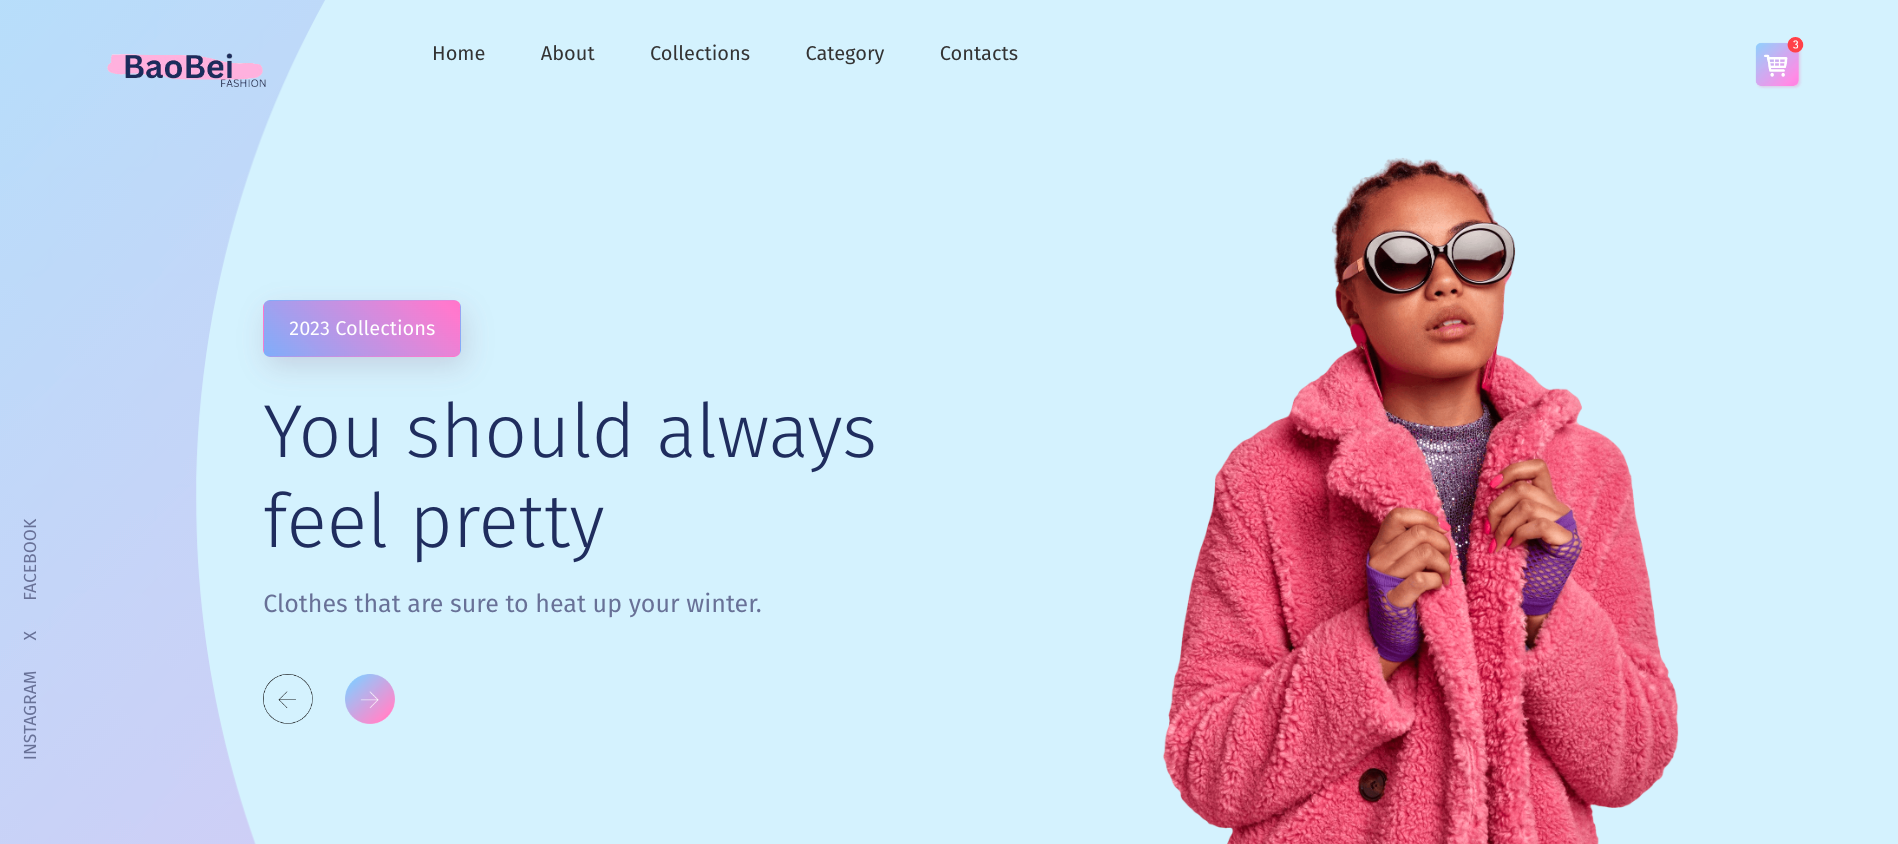 BaoBei
FASHION
Home
About
Collections
Category
Contacts
3
2023 Collections
You should always
feel pretty
Clothes that are sure to heat up your winter.
FACEBOOK
X
INSTAGRAM